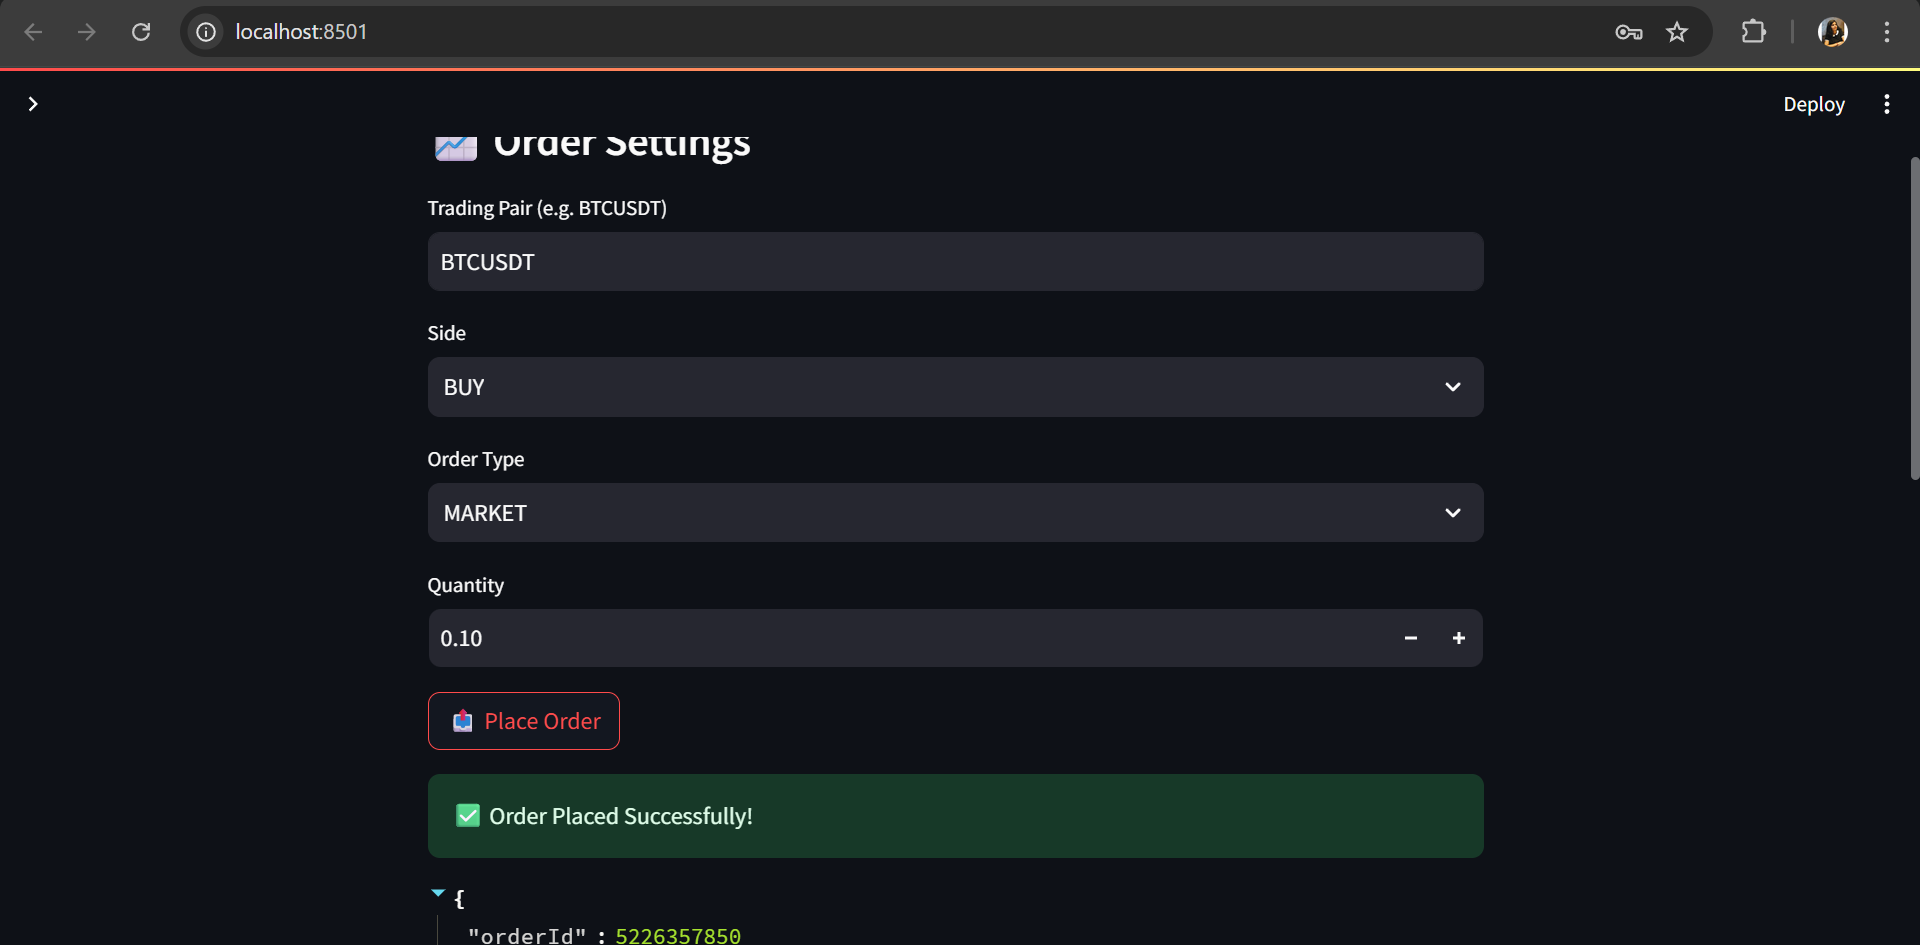 localhost:8501
Deploy
Order Settings
Trading Pair (e.g. BTCUSDT)
BTCUSDT
Side
BUY
Order Type
MARKET
Quantity
0.10
Place Order
Order Placed Successfully!
{
"orderId" : 5226357850